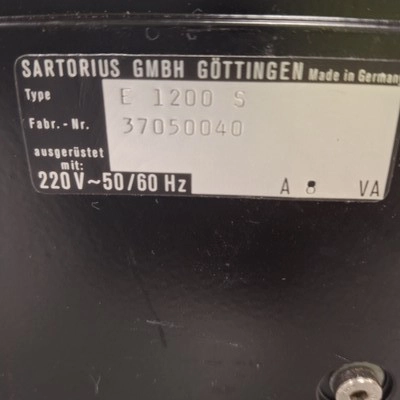 SARTORIUS GMBH GÖTTINGEN Made in Germany
Type E 1200 S
Fabr.-Nr. 37050040
ausgerüstet
mit:
220V~50/60 Hz A 8 VA